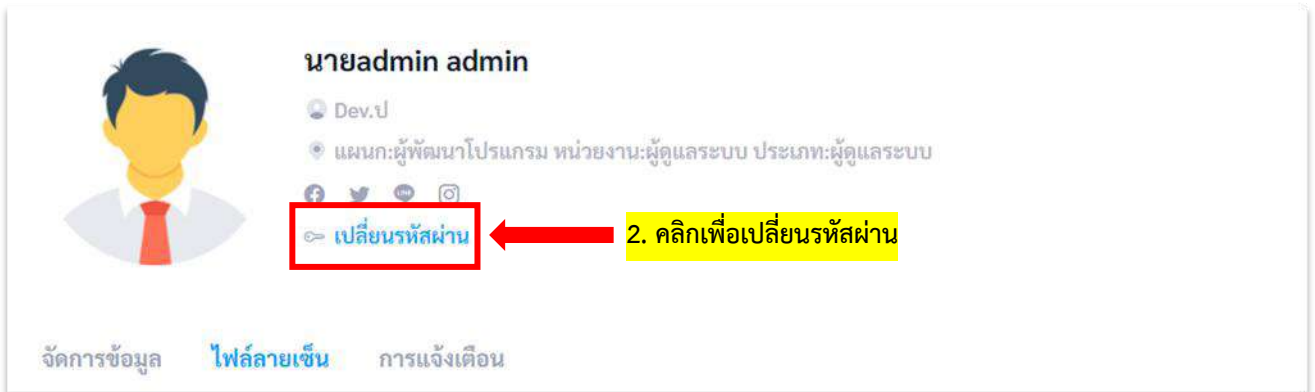 นายadmin admin
Dev.ป
แผนก:ผู้พัฒนาโปรแกรม หน่วยงาน:ผู้ดูแลระบบ ประเภท:ผู้ดูแลระบบ
LINE
เปลี่ยนรหัสผ่าน 2. คลิกเพื่อเปลี่ยนรหัสผ่าน
จัดการข้อมูล ไฟล์ลายเซ็น การแจ้งเตือน